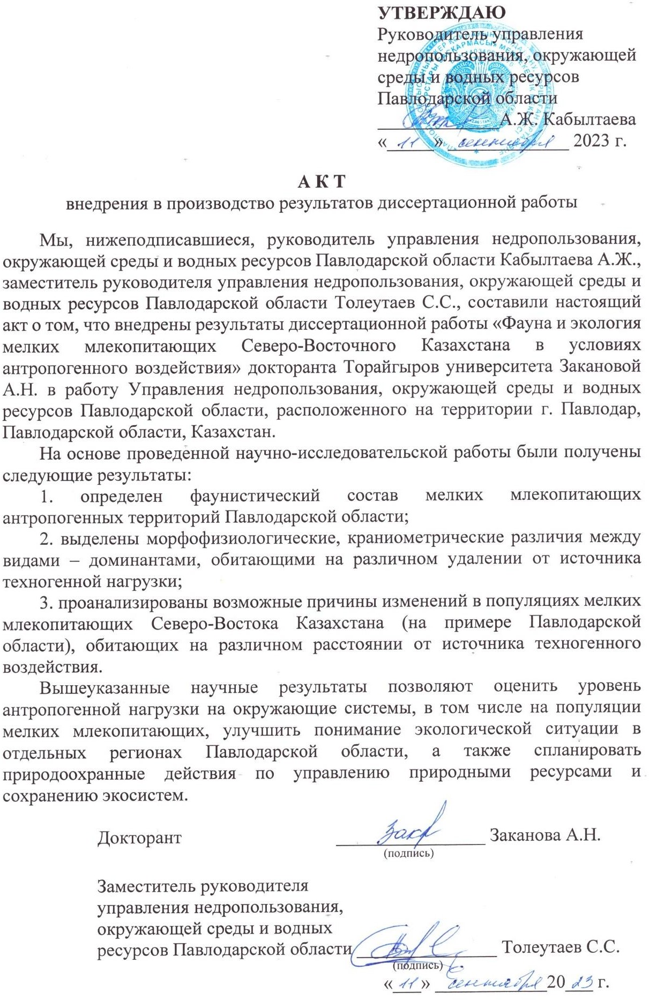 УТВЕРЖДАЮ
Руководитель управления
недропользования, окружающей
среды и водных ресурсов
Павлодарской области
А.Ж. Кабылтаева
« 11 » сентября 2023 г.
А К Т
внедрения в производство результатов диссертационной работы
Мы, нижеподписавшиеся, руководитель управления недропользования,
окружающей среды и водных ресурсов Павлодарской области Кабылтаева А.Ж.,
заместитель руководителя управления недропользования, окружающей среды и
водных ресурсов Павлодарской области Толеутаев С.С., составили настоящий
акт о том, что внедрены результаты диссертационной работы «Фауна и экология
мелких млекопитающих Северо-Восточного Казахстана в условиях
антропогенного воздействия» докторанта Торайгыров университета Закановой
А.Н. в работу Управления недропользования, окружающей среды и водных
ресурсов Павлодарской области, расположенного на территории г. Павлодар,
Павлодарской области, Казахстан.
На основе проведенной научно-исследовательской работы были получены
следующие результаты:
1. определен фаунистический состав мелких млекопитающих
антропогенных территорий Павлодарской области;
2. выделены морфофизиологические, краниометрические различия между
видами – доминантами, обитающими на различном удалении от источника
техногенной нагрузки;
3. проанализированы возможные причины изменений в популяциях мелких
млекопитающих Северо-Востока Казахстана (на примере Павлодарской
области), обитающих на различном расстоянии от источника техногенного
воздействия.
Вышеуказанные научные результаты позволяют оценить уровень
антропогенной нагрузки на окружающие системы, в том числе на популяции
мелких млекопитающих, улучшить понимание экологической ситуации в
отдельных регионах Павлодарской области, а также спланировать
природоохранные действия по управлению природными ресурсами и
сохранению экосистем.
Докторант Закр Заканова А.Н.
(подпись)
Заместитель руководителя
управления недропользования,
окружающей среды и водных
ресурсов Павлодарской области Толеутаев С.С.
(подпись)
« 11 » сентября 20 23 г.